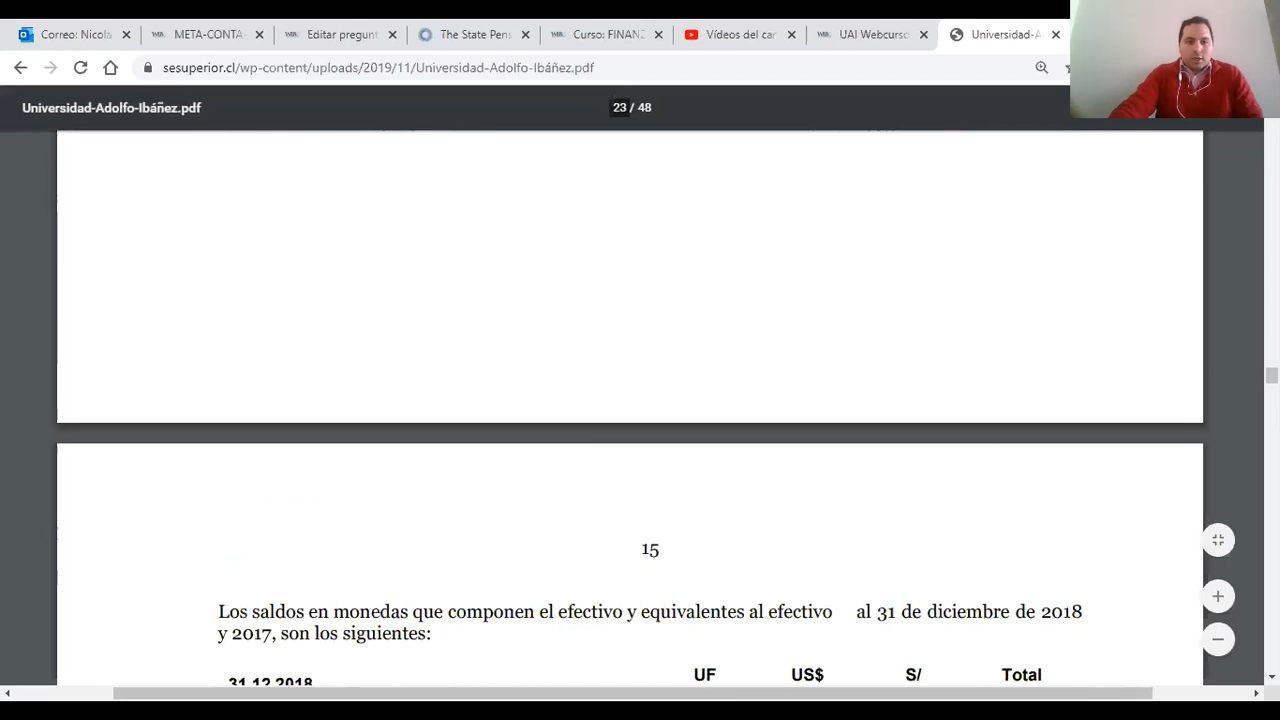 Correo: Nicola
META-CONTA-
Editar pregunt
The State Pens
Curso: FINANZ
Vídeos del can
UAI Webcurso
Universidad-A
sesuperior.cl/wp-content/uploads/2019/11/Universidad-Adolfo-Ibáñez.pdf
Universidad-Adolfo-Ibáñez.pdf
23 / 48
15
Los saldos en monedas que componen el efectivo y equivalentes al efectivo al 31 de diciembre de 2018
y 2017, son los siguientes:
31.12.2018 UF US$ S/ Total